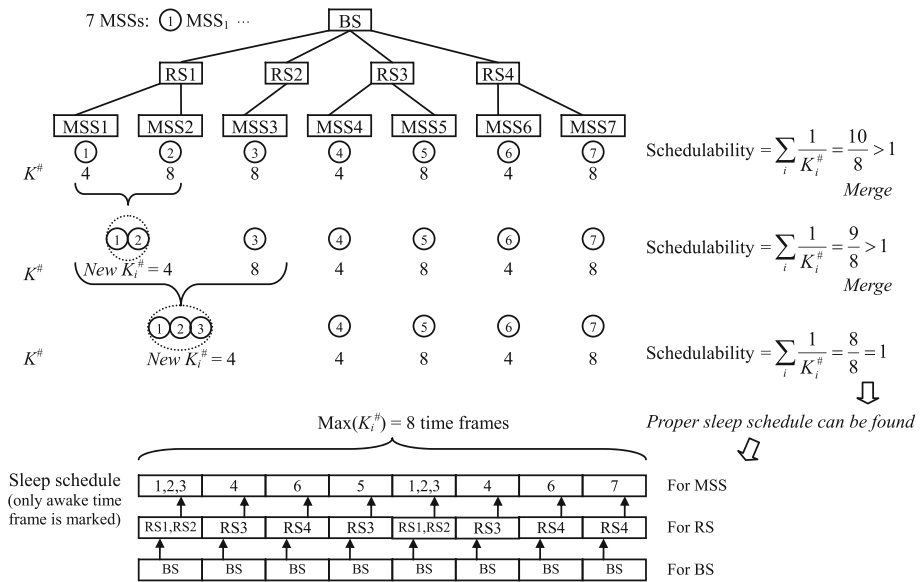 7 MSSs: 1 MSS₁ ...
BS
RS1 RS2 RS3 RS4
MSS1 MSS2 MSS3 MSS4 MSS5 MSS6 MSS7
1 2 3 4 5 6 7
K# 4 8 8 4 8 4 8
Schedulability = ∑i 1/Ki# = 10/8 > 1
Merge
1 2 3 4 5 6 7
K# New Ki# = 4 8 4 8 4 8
Schedulability = ∑i 1/Ki# = 9/8 > 1
Merge
1 2 3 4 5 6 7
K# New Ki# = 4 4 8 4 8
Schedulability = ∑i 1/Ki# = 8/8 = 1
Proper sleep schedule can be found
Max(Ki#) = 8 time frames
Sleep schedule
(only awake time
frame is marked)
1,2,3 4 6 5 1,2,3 4 6 7 For MSS
RS1,RS2 RS3 RS4 RS3 RS1,RS2 RS3 RS4 RS4 For RS
BS BS BS BS BS BS BS BS For BS